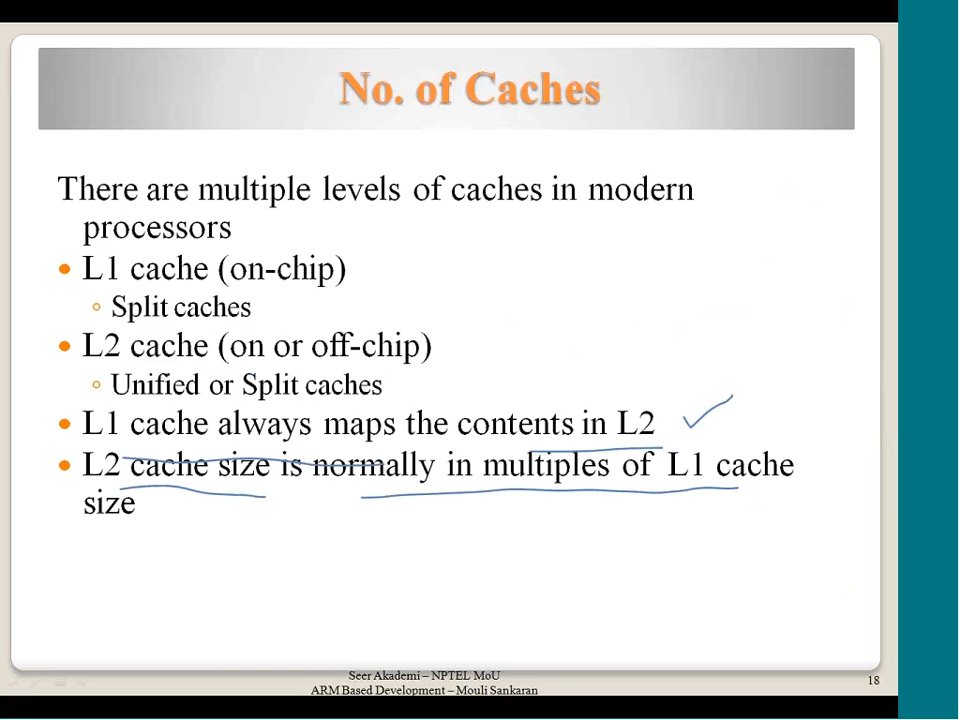 No. of Caches
There are multiple levels of caches in modern
processors
• L1 cache (on-chip)
◦ Split caches
• L2 cache (on or off-chip)
◦ Unified or Split caches
• L1 cache always maps the contents in L2
• L2 cache size is normally in multiples of L1 cache
size
Seer Akademi – NPTEL MoU
ARM Based Development – Mouli Sankaran
18